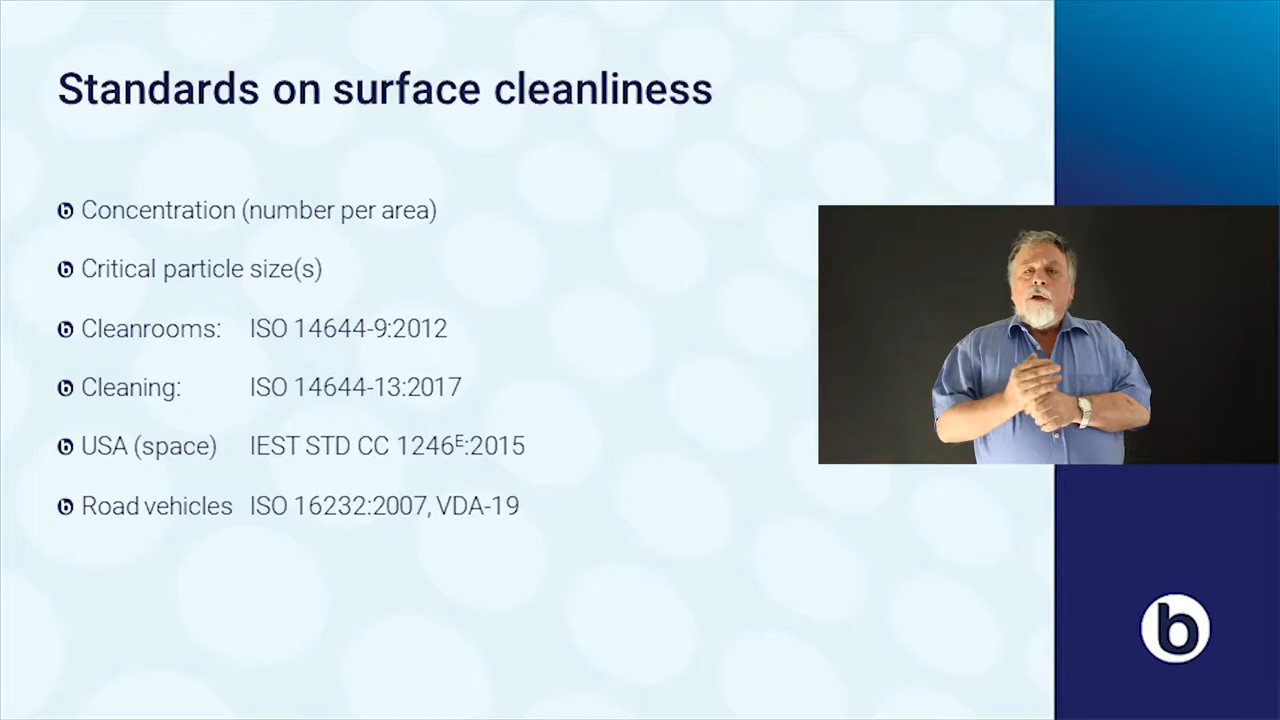 Standards on surface cleanliness
Concentration (number per area)
Critical particle size(s)
Cleanrooms: ISO 14644-9:2012
Cleaning: ISO 14644-13:2017
USA (space) IEST STD CC 1246ᴱ:2015
Road vehicles ISO 16232:2007, VDA-19
b